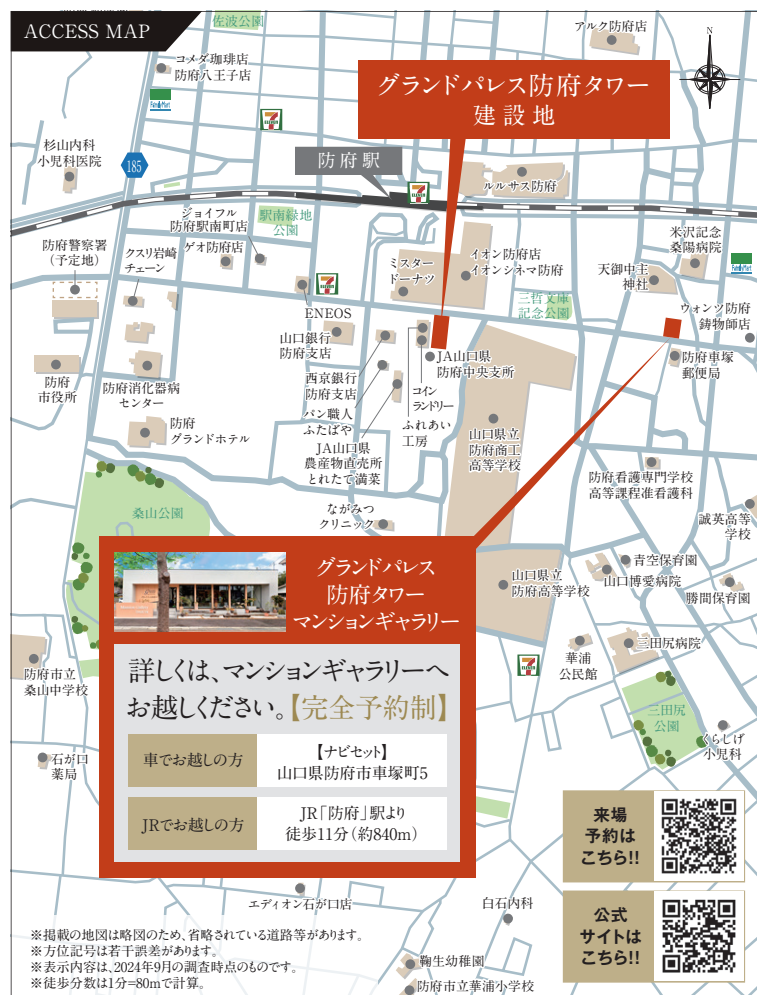 ACCESS MAP
佐波公園
アルク防府店
N
コメダ珈琲店
防府八王子店
FamilyMart
グランドパレス防府タワー
建設地
7
ELEVEN
杉山内科
小児科医院
185
防府駅
7
ELEVEN
ルルサス防府
ジョイフル
防府駅南町店
駅南緑地
公園
米沢記念
桑陽病院
防府警察署
(予定地)
クスリ岩崎
チェーン
ゲオ防府店
ミスター
ドーナツ
イオン防府店
イオンシネマ防府
天御中主
神社
FamilyMart
7
ELEVEN
ENEOS
三哲文庫
記念公園
ウォンツ防府
鋳物師店
山口銀行
防府支店
JA山口県
防府中央支所
防府車塚
郵便局
防府
市役所
防府消化器病
センター
西京銀行
防府支店
コイン
ランドリー
パン職人
ふたばや
ふれあい
工房
防府
グランドホテル
JA山口県
農産物直売所
とれたて満菜
山口県立
防府商工
高等学校
防府看護専門学校
高等課程准看護科
桑山公園
ながみつ
クリニック
誠英高等
学校
グランドパレス
防府タワー
マンションギャラリー
山口県立
防府高等学校
青空保育園
山口博愛病院
勝間保育園
防府市立
桑山中学校
詳しくは、マンションギャラリーへ
お越しください。【完全予約制】
7
ELEVEN
華浦
公民館
三田尻病院
三田尻
公園
くらしげ
小児科
石が口
薬局
車でお越しの方
【ナビセット】
山口県防府市車塚町5
JRでお越しの方
JR「防府」駅より
徒歩11分(約840m)
来場
予約は
こちら!!
エディオン石が口店
白石内科
公式
サイトは
こちら!!
鞠生幼稚園
防府市立華浦小学校
※掲載の地図は略図のため、省略されている道路等があります。
※方位記号は若干誤差があります。
※表示内容は、2024年9月の調査時点のものです。
※徒歩分数は1分=80mで計算。